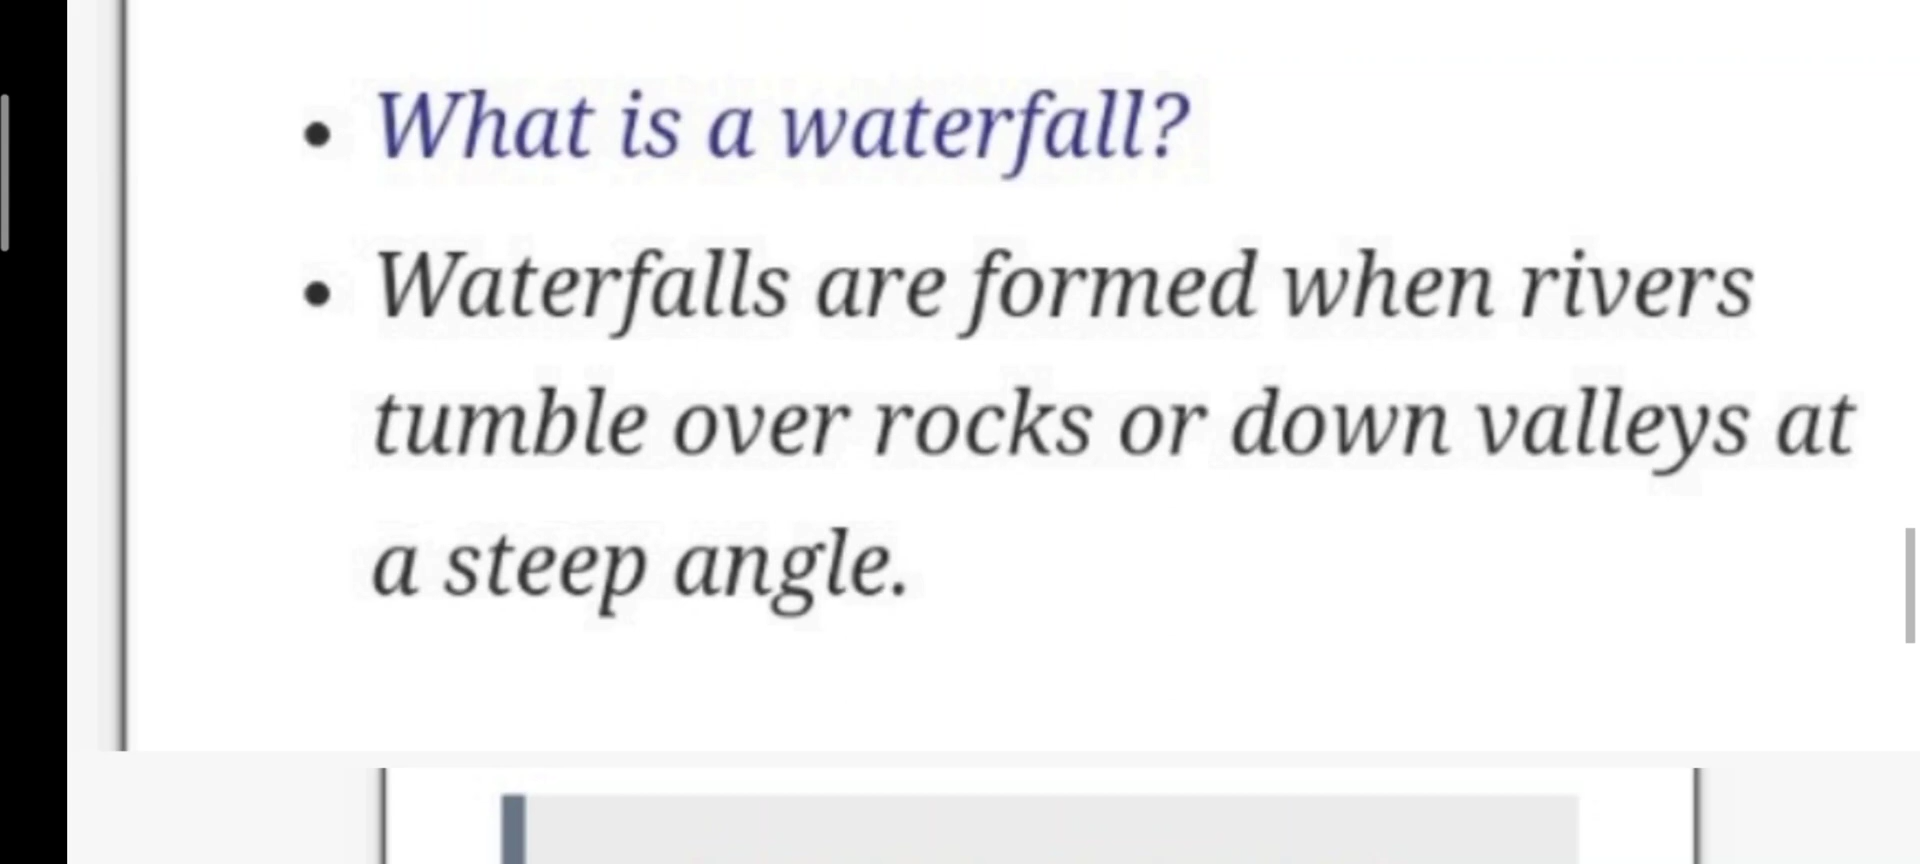 • What is a waterfall?
• Waterfalls are formed when rivers
tumble over rocks or down valleys at
a steep angle.